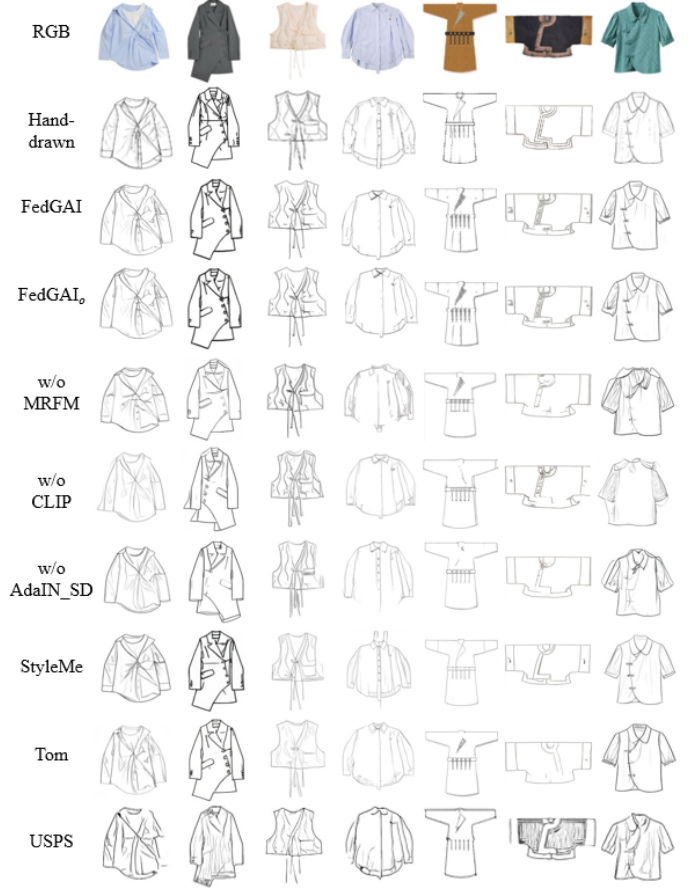 RGB
Hand-
drawn
FedGAI
FedGAIₒ
w/o
MRFM
w/o
CLIP
w/o
AdaIN_SD
StyleMe
Tom
USPS